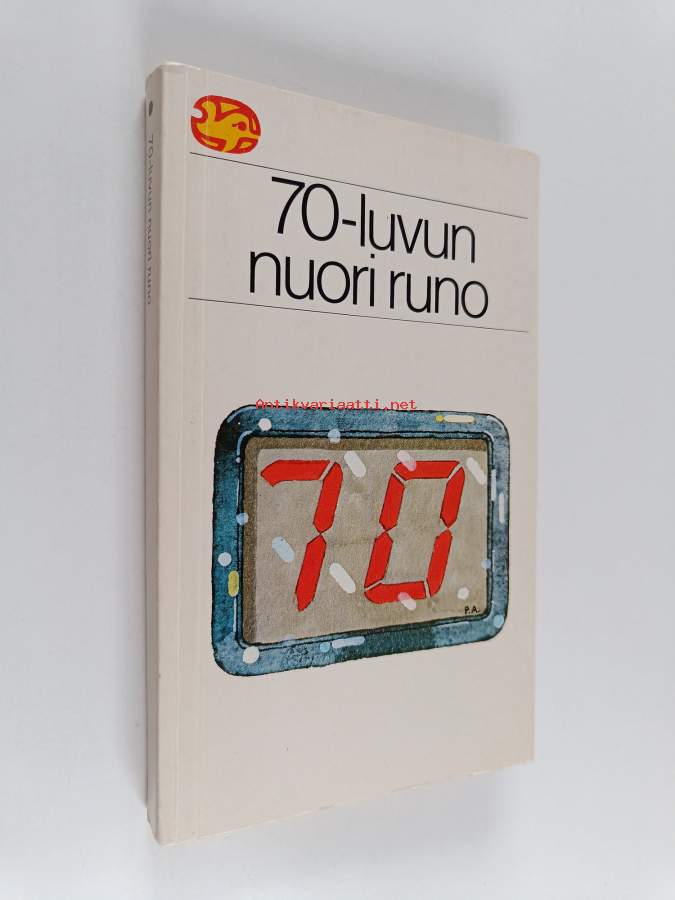 70-luvun
nuori runo
70-luvun nuori runo
Antikvariaatti.net
70
P.A.